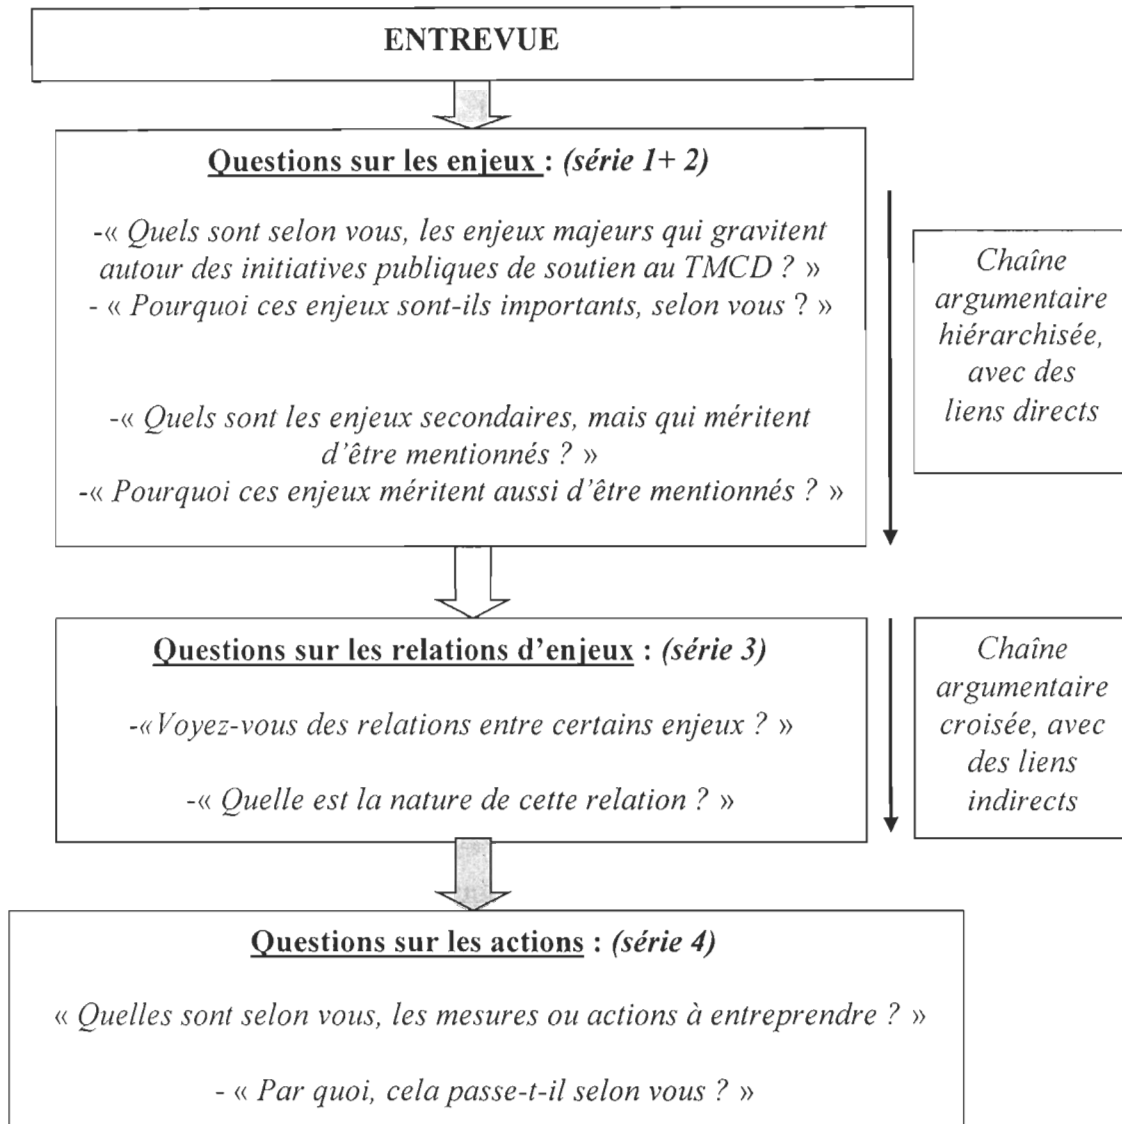 ENTREVUE
Questions sur les enjeux : (série 1+ 2)
-« Quels sont selon vous, les enjeux majeurs qui gravitent
autour des initiatives publiques de soutien au TMCD ? »
- « Pourquoi ces enjeux sont-ils importants, selon vous ? »
-« Quels sont les enjeux secondaires, mais qui méritent
d'être mentionnés ? »
-« Pourquoi ces enjeux méritent aussi d'être mentionnés ? »
Chaîne
argumentaire
hiérarchisée,
avec des
liens directs
Questions sur les relations d'enjeux : (série 3)
-«Voyez-vous des relations entre certains enjeux ? »
-« Quelle est la nature de cette relation ? »
Chaîne
argumentaire
croisée, avec
des liens
indirects
Questions sur les actions : (série 4)
« Quelles sont selon vous, les mesures ou actions à entreprendre ? »
- « Par quoi, cela passe-t-il selon vous ? »